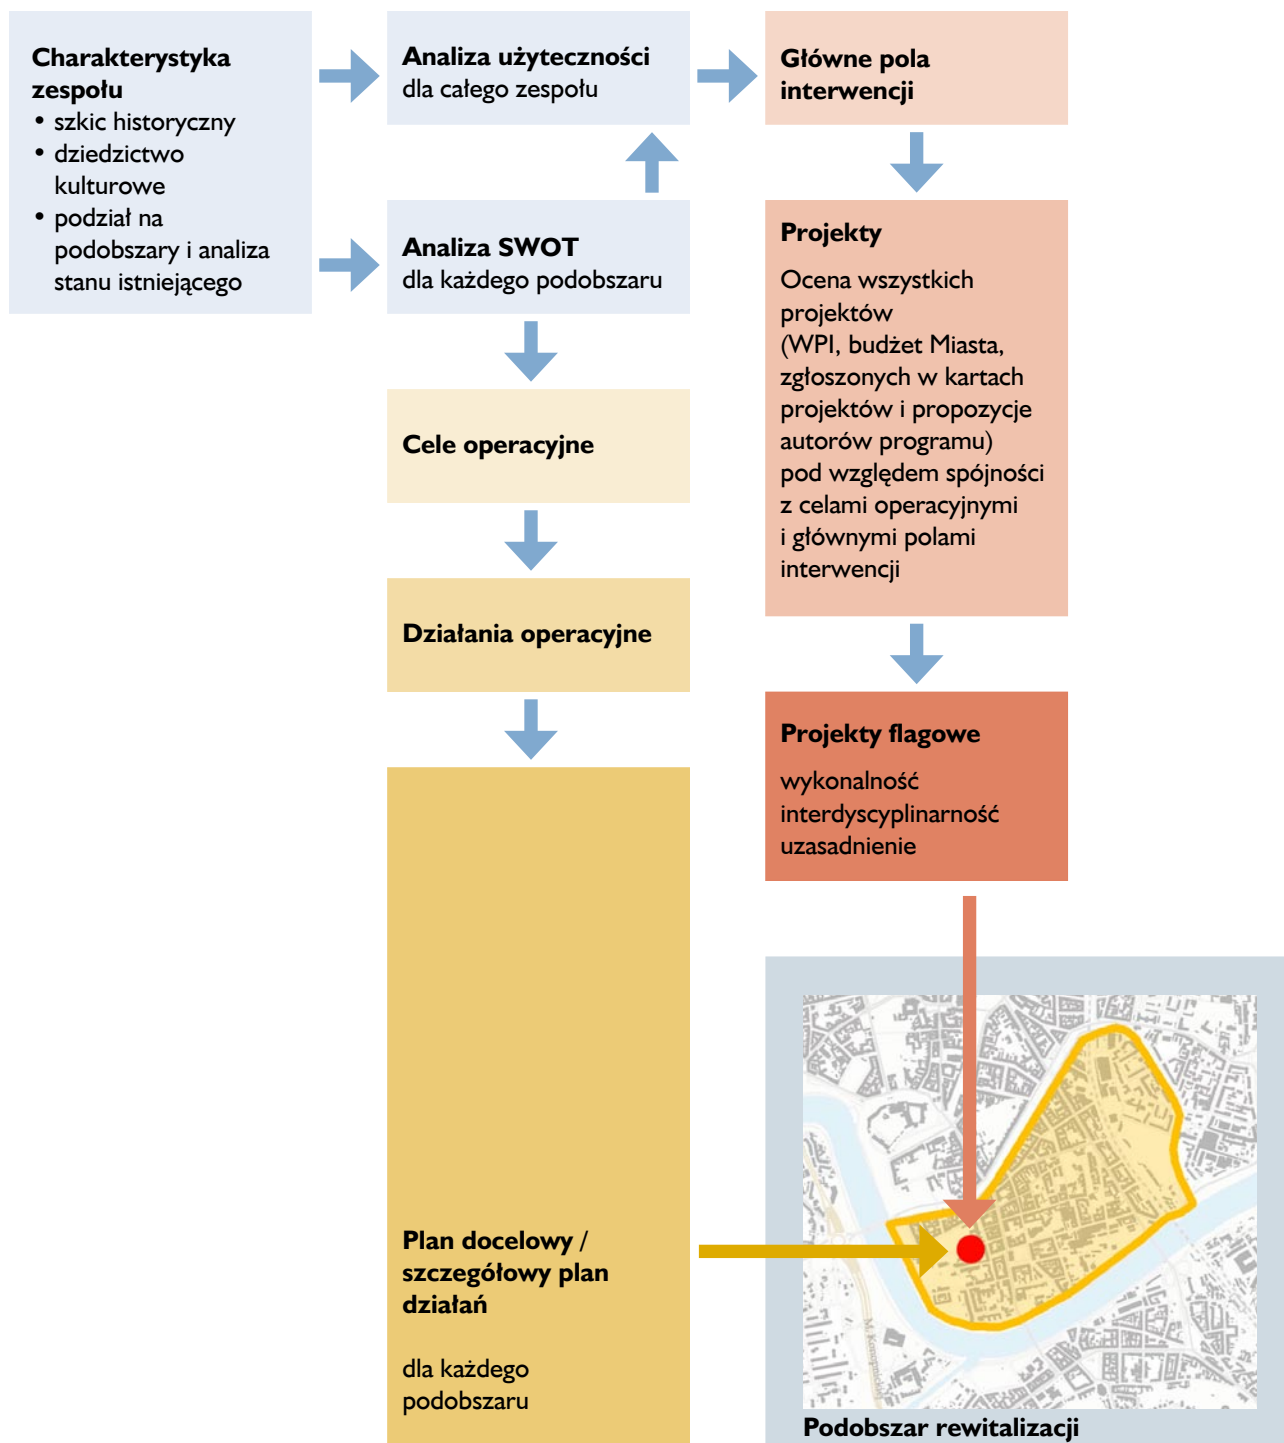 Charakterystyka
zespołu
• szkic historyczny
• dziedzictwo
kulturowe
• podział na
podobszary i analiza
stanu istniejącego
Analiza użyteczności
dla całego zespołu
Główne pola
interwencji
Analiza SWOT
dla każdego podobszaru
Projekty
Ocena wszystkich
projektów
(WPI, budżet Miasta,
zgłoszonych w kartach
projektów i propozycje
autorów programu)
pod względem spójności
z celami operacyjnymi
i głównymi polami
interwencji
Cele operacyjne
Działania operacyjne
Projekty flagowe
wykonalność
interdyscyplinarność
uzasadnienie
Plan docelowy /
szczegółowy plan
działań
dla każdego
podobszaru
M. Konopnickiej
Podobszar rewitalizacji